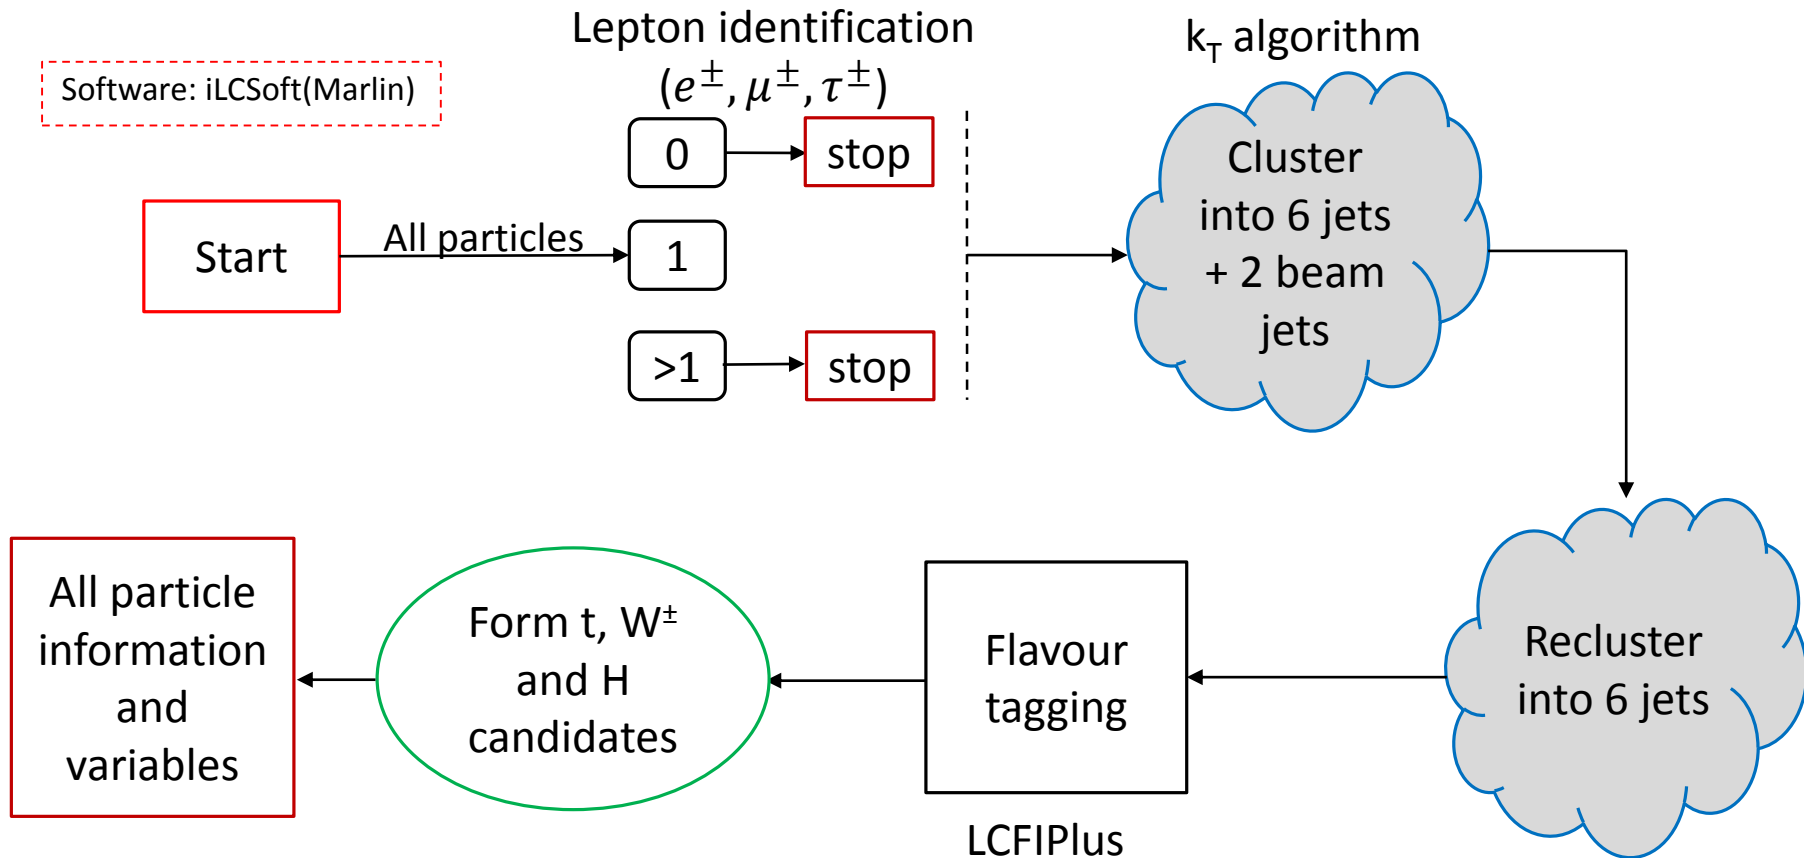 Software: iLCSoft(Marlin)
Lepton identification
(e±, μ±, τ±)
0
stop
Start
All particles
1
>1
stop
k_T algorithm
Cluster
into 6 jets
+ 2 beam
jets
Recluster
into 6 jets
Flavour
tagging
LCFIPlus
Form t, W±
and H
candidates
All particle
information
and
variables